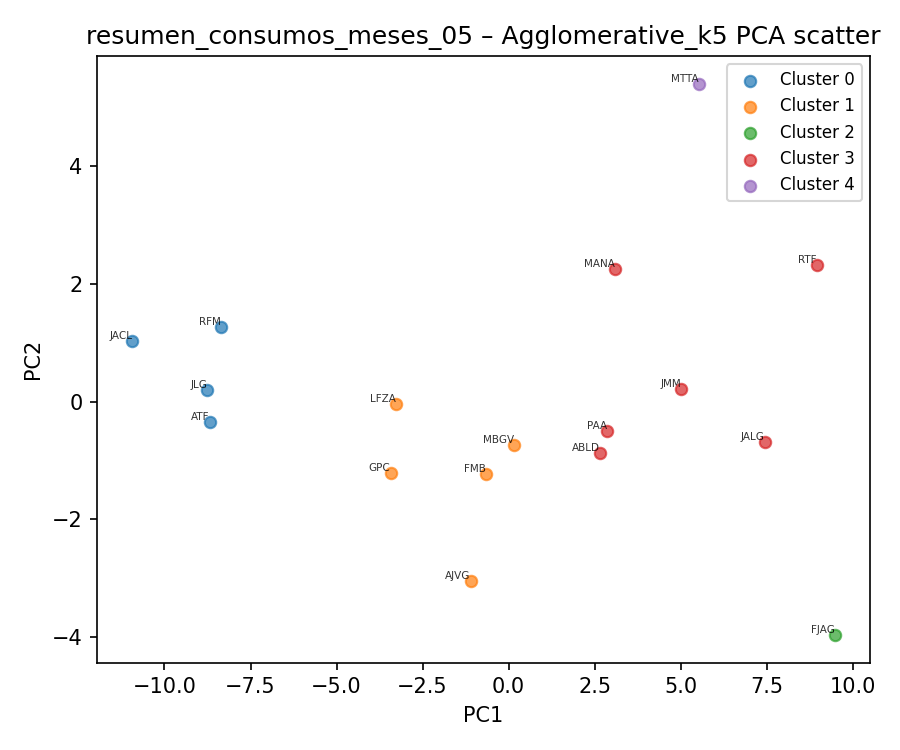 resumen_consumos_meses_05 – Agglomerative_k5 PCA scatter
MTTA
Cluster 0
Cluster 1
Cluster 2
Cluster 3
Cluster 4
4
MANA
RTF
2
RFM
JACL
JLG
JMM
0
LFZA
ATF
PAA
JALG
MBGV
ABLD
GPC
FMB
−2
AJVG
FJAG
−4
−10.0 −7.5 −5.0 −2.5 0.0 2.5 5.0 7.5 10.0
PC1
PC2